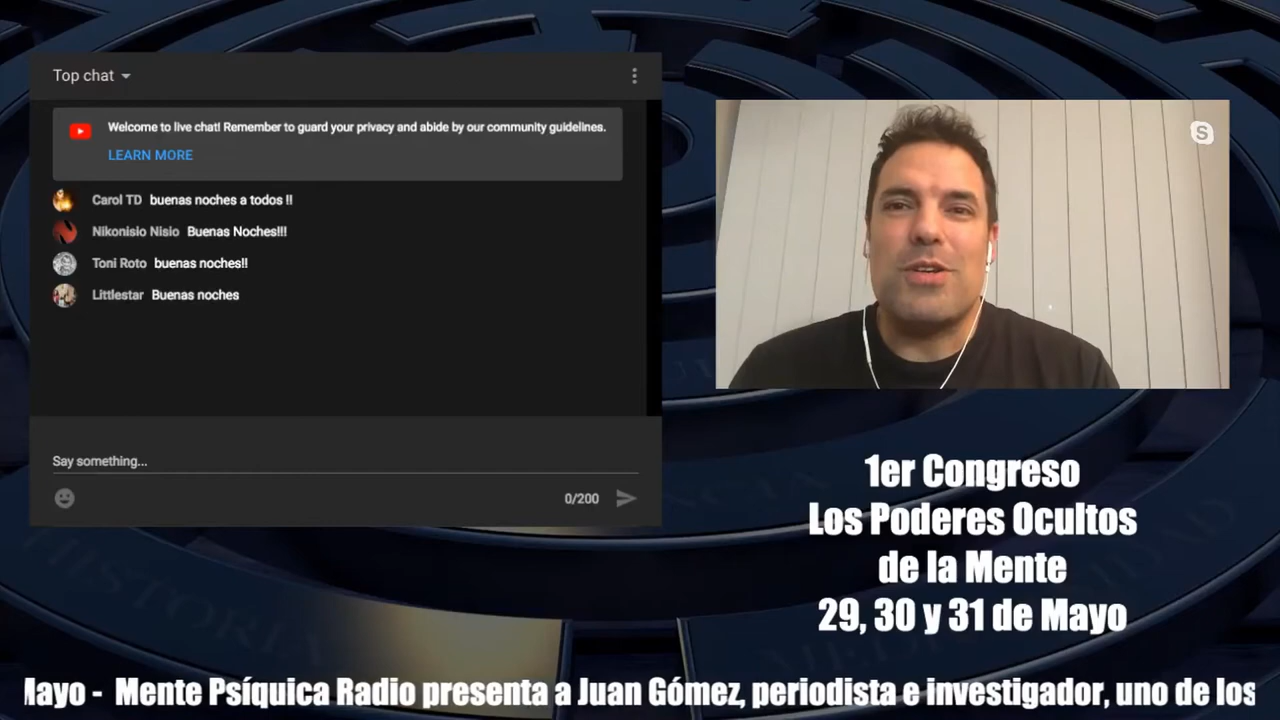 Top chat
Welcome to live chat! Remember to guard your privacy and abide by our community guidelines.
LEARN MORE
Carol TD buenas noches a todos !!
Nikonisio Nisio Buenas Noches!!!
Toni Roto buenas noches!!
Littlestar Buenas noches
Say something...
0/200
S
1er Congreso
Los Poderes Ocultos
de la Mente
29, 30 y 31 de Mayo
HISTORIA
Mayo - Mente Psíquica Radio presenta a Juan Gómez, periodista e investigador, uno de los